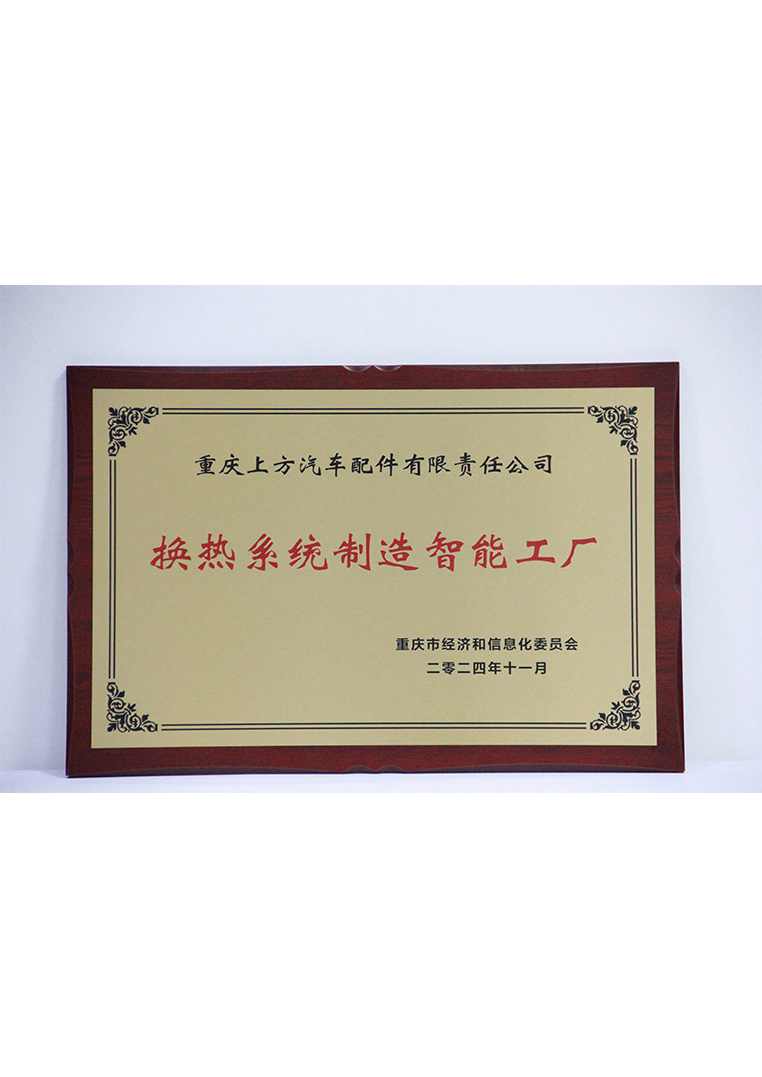 重庆上方汽车配件有限责任公司
换热系统制造智能工厂
重庆市经济和信息化委员会
二零二四年十一月